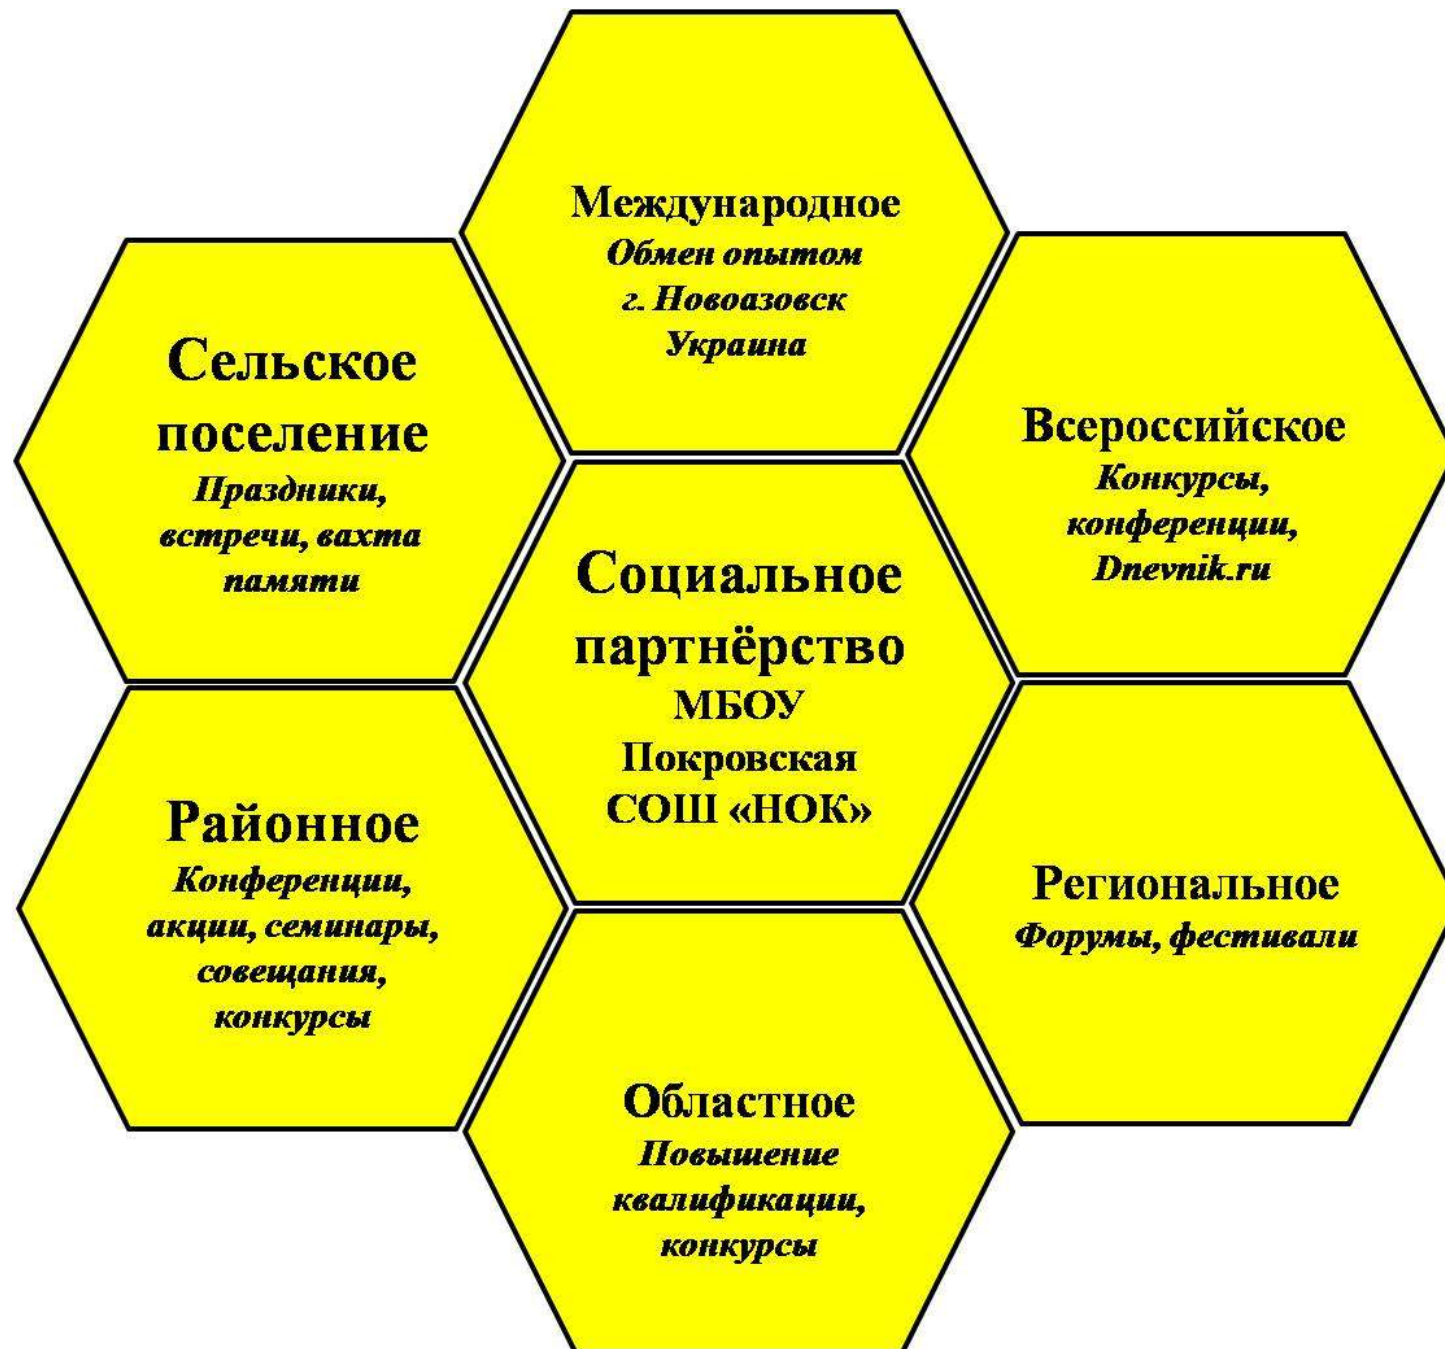 Международное
Обмен опытом
г. Новоазовск
Украина
Сельское
поселение
Праздники,
встречи, вахта
памяти
Всероссийское
Конкурсы,
конференции,
Dnevnik.ru
Социальное
партнёрство
МБОУ
Покровская
СОШ «НОК»
Районное
Конференции,
акции, семинары,
совещания,
конкурсы
Региональное
Форумы, фестивали
Областное
Повышение
квалификации,
конкурсы